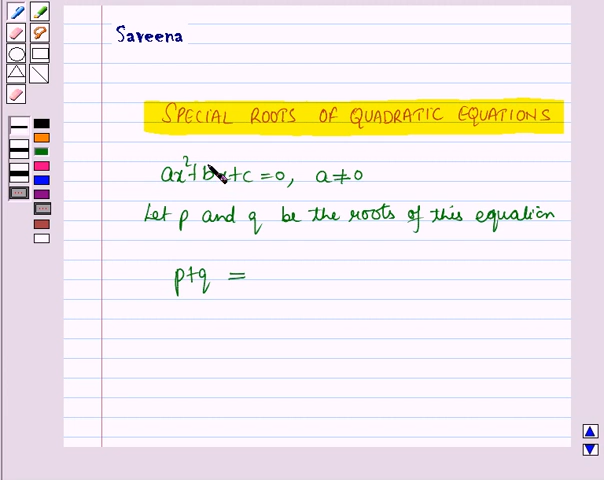 Saveena
SPECIAL ROOTS OF QUADRATIC EQUATIONS
ax²+bx+c=0, a≠0
Let p and q be the roots of this equation
p+q =